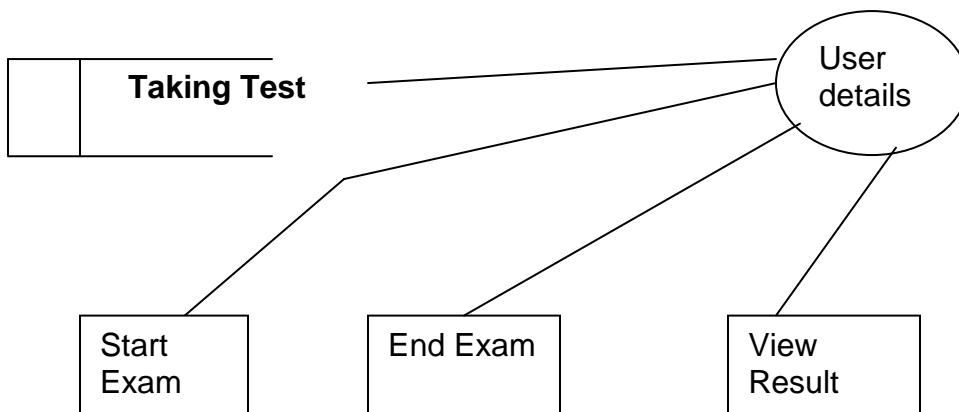 User
details
Taking Test
Start
Exam
End Exam
View
Result